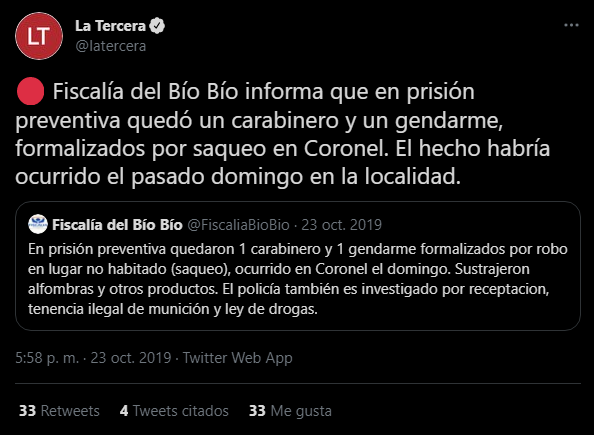 LT
La Tercera
@latercera
Fiscalía del Bío Bío informa que en prisión
preventiva quedó un carabinero y un gendarme,
formalizados por saqueo en Coronel. El hecho habría
ocurrido el pasado domingo en la localidad.
Fiscalía del Bío Bío @FiscaliaBioBio · 23 oct. 2019
En prisión preventiva quedaron 1 carabinero y 1 gendarme formalizados por robo
en lugar no habitado (saqueo), ocurrido en Coronel el domingo. Sustrajeron
alfombras y otros productos. El policía también es investigado por receptacion,
tenencia ilegal de munición y ley de drogas.
5:58 p. m. · 23 oct. 2019 · Twitter Web App
33 Retweets 4 Tweets citados 33 Me gusta